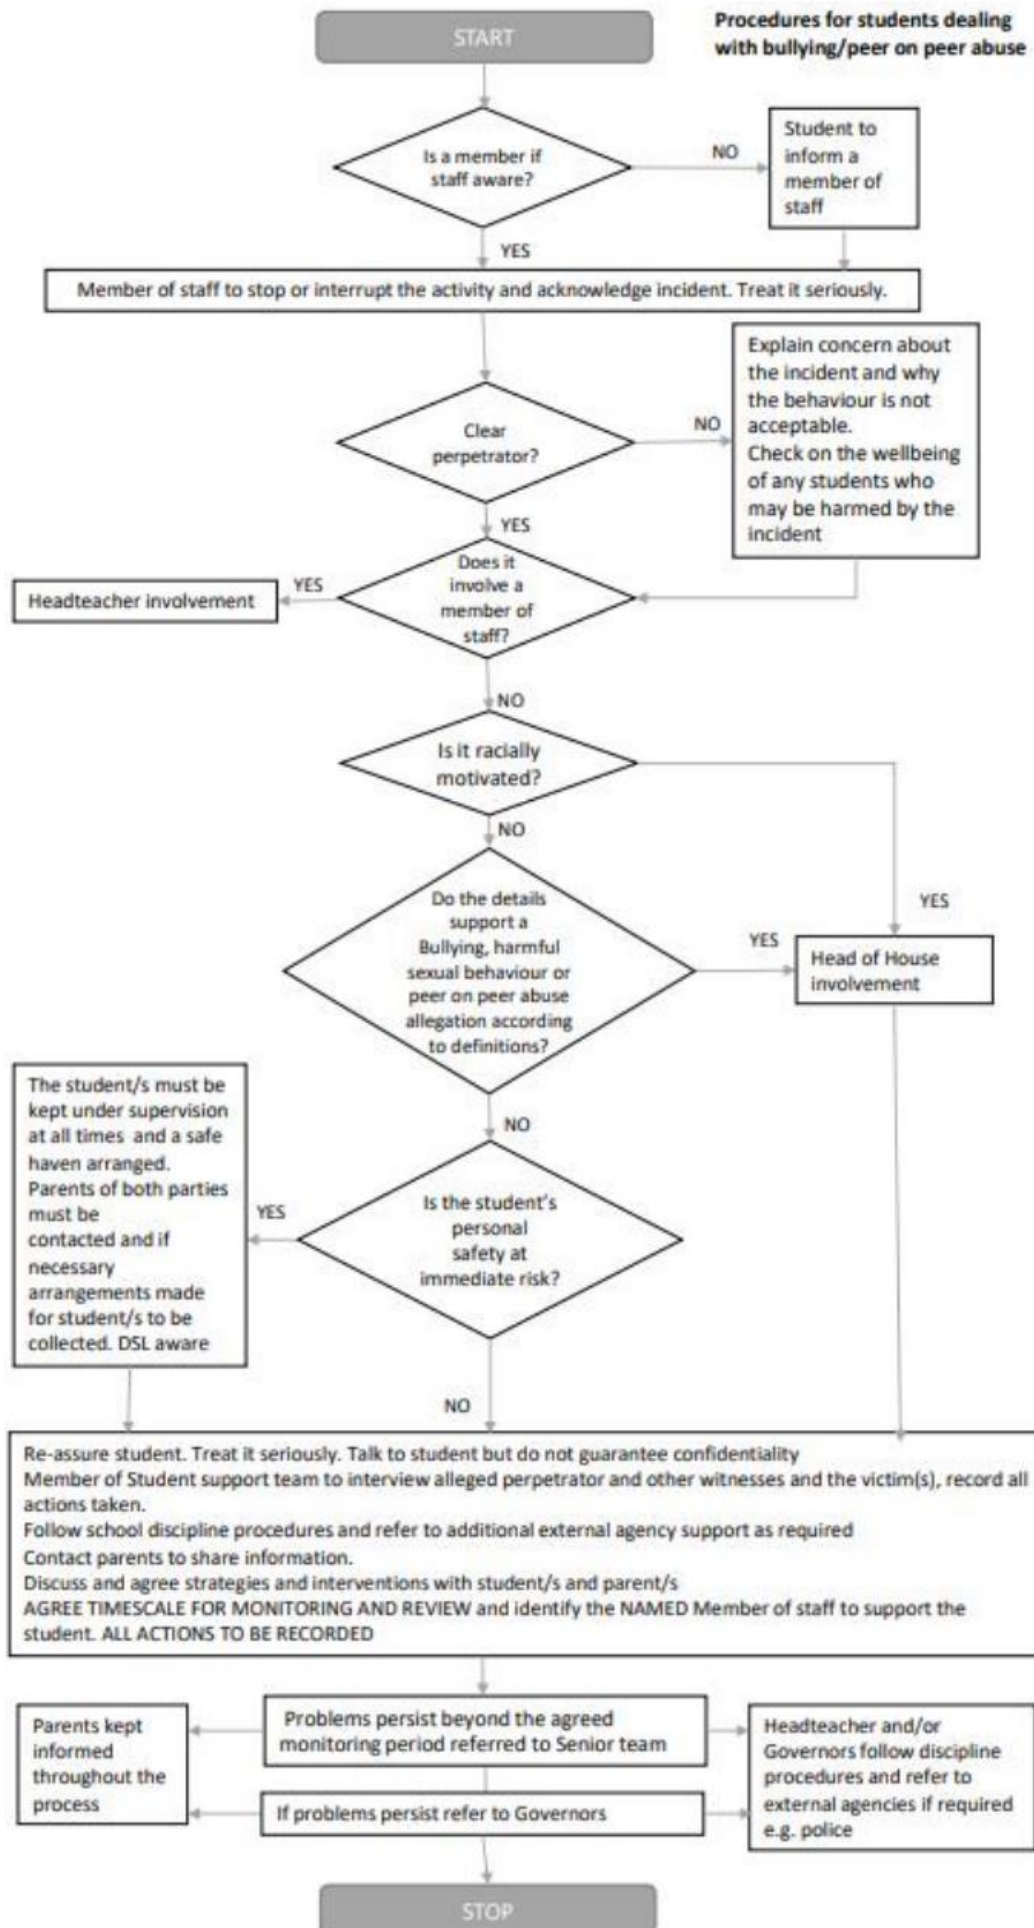 START
Procedures for students dealing
with bullying/peer on peer abuse
Is a member if
staff aware?
NO
Student to
inform a
member of
staff
YES
Member of staff to stop or interrupt the activity and acknowledge incident. Treat it seriously.
Clear
perpetrator?
NO
Explain concern about
the incident and why
the behaviour is not
acceptable.
Check on the wellbeing
of any students who
may be harmed by the
incident
YES
Does it
involve a
member of
staff?
YES
Headteacher involvement
NO
Is it racially
motivated?
NO
YES
Do the details
support a
Bullying, harmful
sexual behaviour or
peer on peer abuse
allegation according
to definitions?
YES
Head of House
involvement
NO
Is the student's
personal
safety at
immediate risk?
YES
The student/s must be
kept under supervision
at all times and a safe
haven arranged.
Parents of both parties
must be
contacted and if
necessary
arrangements made
for student/s to be
collected. DSL aware
NO
Re-assure student. Treat it seriously. Talk to student but do not guarantee confidentiality
Member of Student support team to interview alleged perpetrator and other witnesses and the victim(s), record all
actions taken.
Follow school discipline procedures and refer to additional external agency support as required
Contact parents to share information.
Discuss and agree strategies and interventions with student/s and parent/s
AGREE TIMESCALE FOR MONITORING AND REVIEW and identify the NAMED Member of staff to support the
student. ALL ACTIONS TO BE RECORDED
Problems persist beyond the agreed
monitoring period referred to Senior team
Parents kept
informed
throughout the
process
Headteacher and/or
Governors follow discipline
procedures and refer to
external agencies if required
e.g. police
If problems persist refer to Governors
STOP